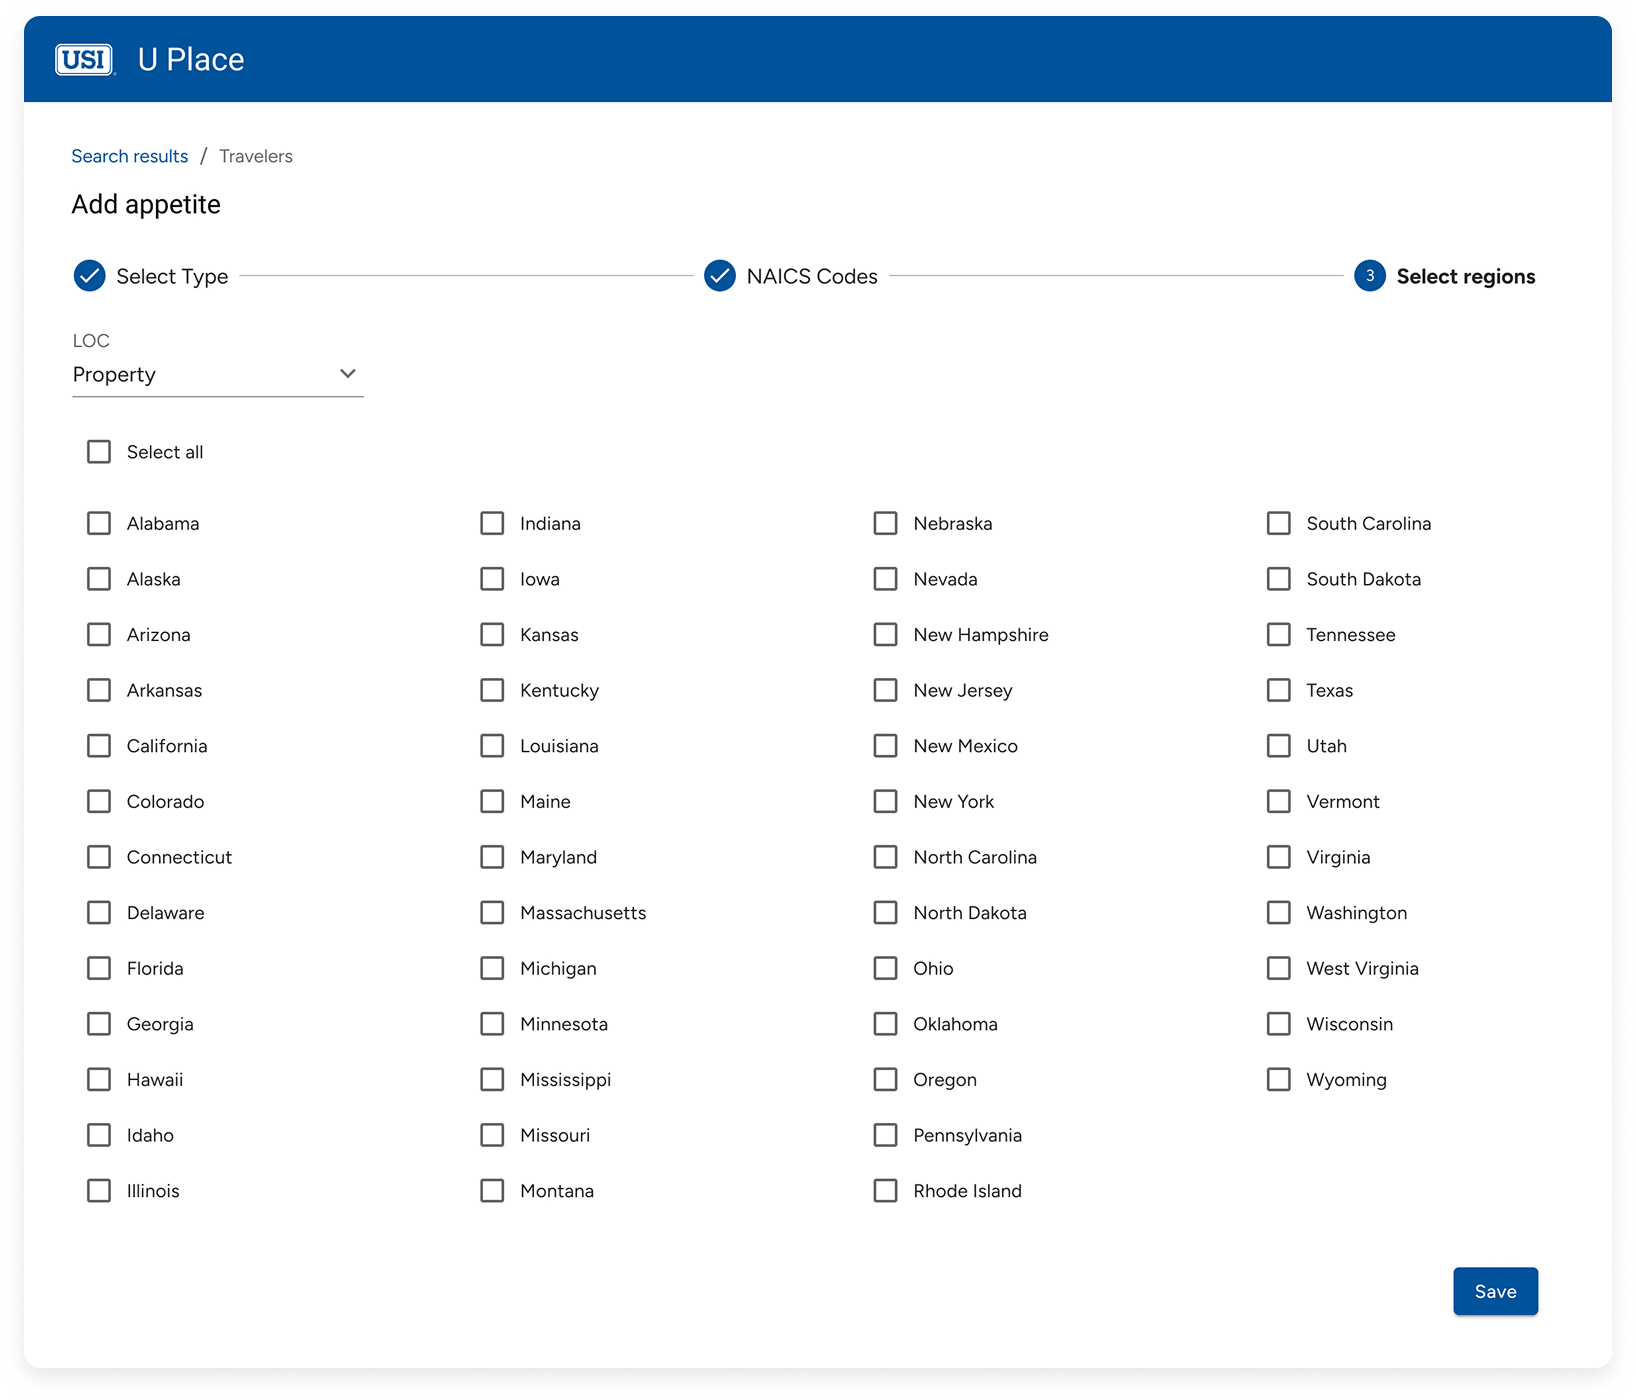 USI U Place
Search results / Travelers
Add appetite
Select Type
NAICS Codes
3 Select regions
LOC
Property
Select all
Alabama
Alaska
Arizona
Arkansas
California
Colorado
Connecticut
Delaware
Florida
Georgia
Hawaii
Idaho
Illinois
Indiana
Iowa
Kansas
Kentucky
Louisiana
Maine
Maryland
Massachusetts
Michigan
Minnesota
Mississippi
Missouri
Montana
Nebraska
Nevada
New Hampshire
New Jersey
New Mexico
New York
North Carolina
North Dakota
Ohio
Oklahoma
Oregon
Pennsylvania
Rhode Island
South Carolina
South Dakota
Tennessee
Texas
Utah
Vermont
Virginia
Washington
West Virginia
Wisconsin
Wyoming
Save